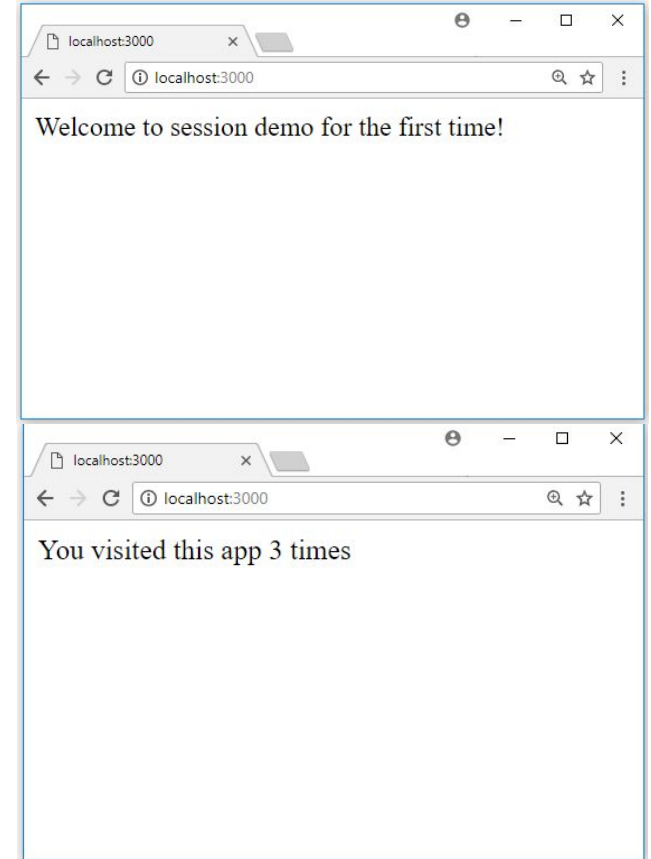 localhost:3000
localhost:3000
Welcome to session demo for the first time!
localhost:3000
localhost:3000
You visited this app 3 times